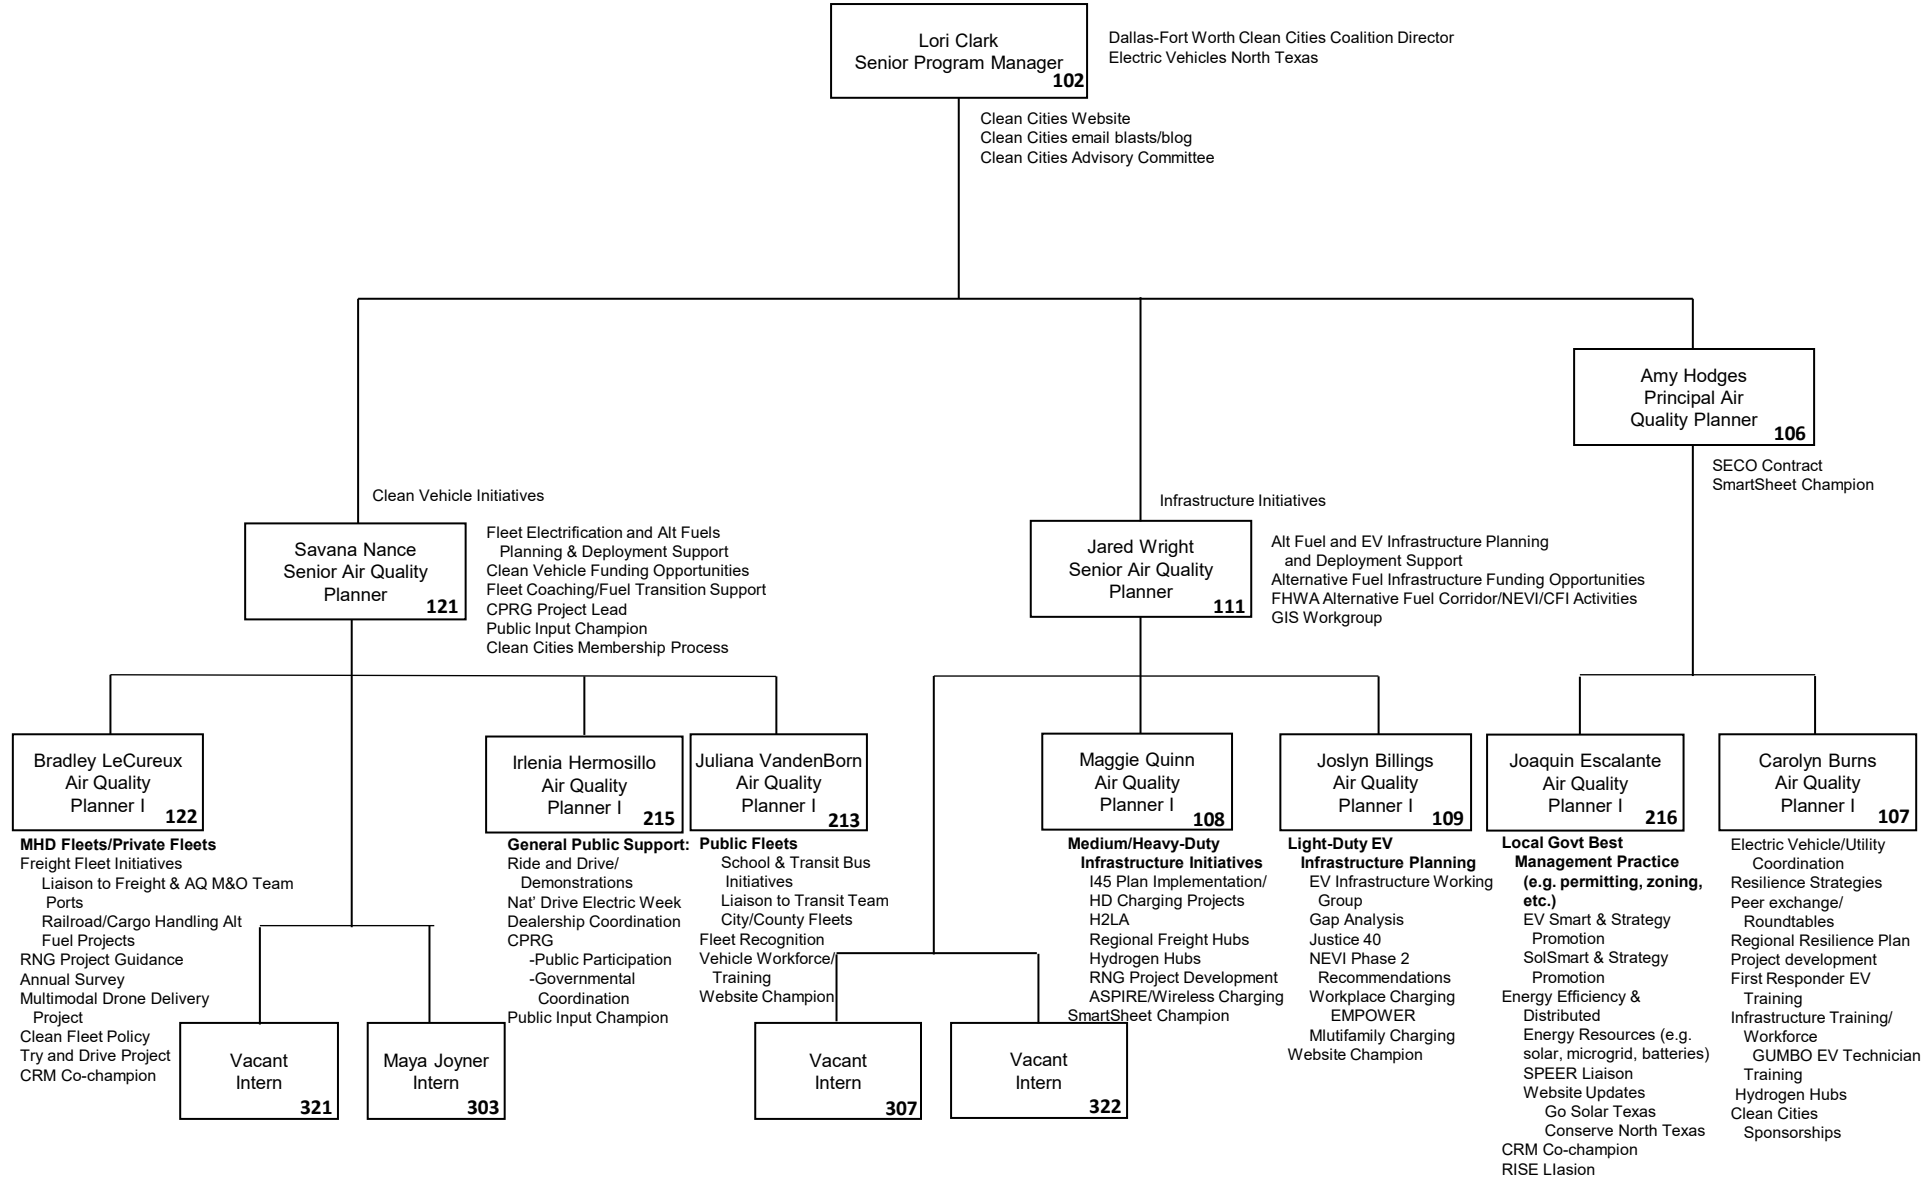 Lori Clark
Senior Program Manager
102
Dallas-Fort Worth Clean Cities Coalition Director
Electric Vehicles North Texas
Clean Cities Website
Clean Cities email blasts/blog
Clean Cities Advisory Committee
Amy Hodges
Principal Air
Quality Planner
106
SECO Contract
SmartSheet Champion
Clean Vehicle Initiatives
Savana Nance
Senior Air Quality
Planner
121
Fleet Electrification and Alt Fuels
Planning & Deployment Support
Clean Vehicle Funding Opportunities
Fleet Coaching/Fuel Transition Support
CPRG Project Lead
Public Input Champion
Clean Cities Membership Process
Infrastructure Initiatives
Jared Wright
Senior Air Quality
Planner
111
Alt Fuel and EV Infrastructure Planning
and Deployment Support
Alternative Fuel Infrastructure Funding Opportunities
FHWA Alternative Fuel Corridor/NEVI/CFI Activities
GIS Workgroup
Bradley LeCureux
Air Quality
Planner I
122
MHD Fleets/Private Fleets
Freight Fleet Initiatives
Liaison to Freight & AQ M&O Team
Ports
Railroad/Cargo Handling Alt
Fuel Projects
RNG Project Guidance
Annual Survey
Multimodal Drone Delivery
Project
Clean Fleet Policy
Try and Drive Project
CRM Co-champion
Vacant
Intern
321
Maya Joyner
Intern
303
Irlenia Hermosillo
Air Quality
Planner I
215
General Public Support:
Ride and Drive/
Demonstrations
Nat' Drive Electric Week
Dealership Coordination
CPRG
-Public Participation
-Governmental
Coordination
Public Input Champion
Juliana VandenBorn
Air Quality
Planner I
213
Public Fleets
School & Transit Bus
Initiatives
Liaison to Transit Team
City/County Fleets
Fleet Recognition
Vehicle Workforce/
Training
Website Champion
Vacant
Intern
307
Vacant
Intern
322
Maggie Quinn
Air Quality
Planner I
108
Medium/Heavy-Duty
Infrastructure Initiatives
I45 Plan Implementation/
HD Charging Projects
H2LA
Regional Freight Hubs
Hydrogen Hubs
RNG Project Development
ASPIRE/Wireless Charging
SmartSheet Champion
Joslyn Billings
Air Quality
Planner I
109
Light-Duty EV
Infrastructure Planning
EV Infrastructure Working
Group
Gap Analysis
Justice 40
NEVI Phase 2
Recommendations
Workplace Charging
EMPOWER
Mlutifamily Charging
Website Champion
Joaquin Escalante
Air Quality
Planner I
216
Local Govt Best
Management Practice
(e.g. permitting, zoning,
etc.)
EV Smart & Strategy
Promotion
SolSmart & Strategy
Promotion
Energy Efficiency &
Distributed
Energy Resources (e.g.
solar, microgrid, batteries)
SPEER Liaison
Website Updates
Go Solar Texas
Conserve North Texas
CRM Co-champion
RISE LIasion
Carolyn Burns
Air Quality
Planner I
107
Electric Vehicle/Utility
Coordination
Resilience Strategies
Peer exchange/
Roundtables
Regional Resilience Plan
Project development
First Responder EV
Training
Infrastructure Training/
Workforce
GUMBO EV Technician
Training
Hydrogen Hubs
Clean Cities
Sponsorships